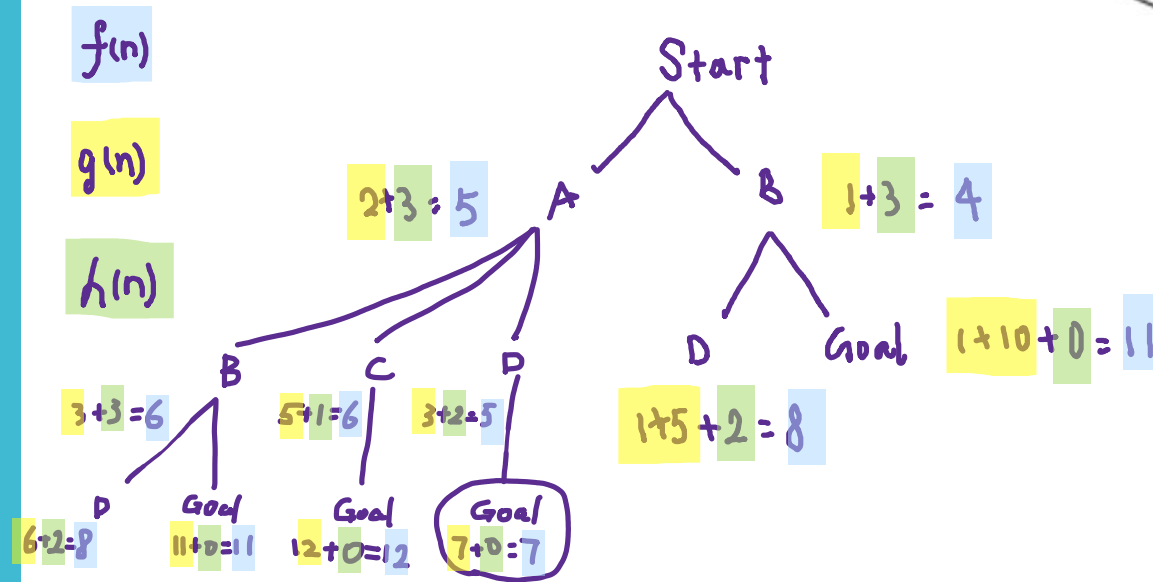 f(n)
Start
g(n)
2+3=5
A
B
1+3=4
h(n)
B
C
D
D
Goal
1+10+0=11
3+3=6
5+1=6
3+2=5
1+5+2=8
D
Goal
Goal
Goal
6+2=8
11+0=11
12+0=12
7+0=7